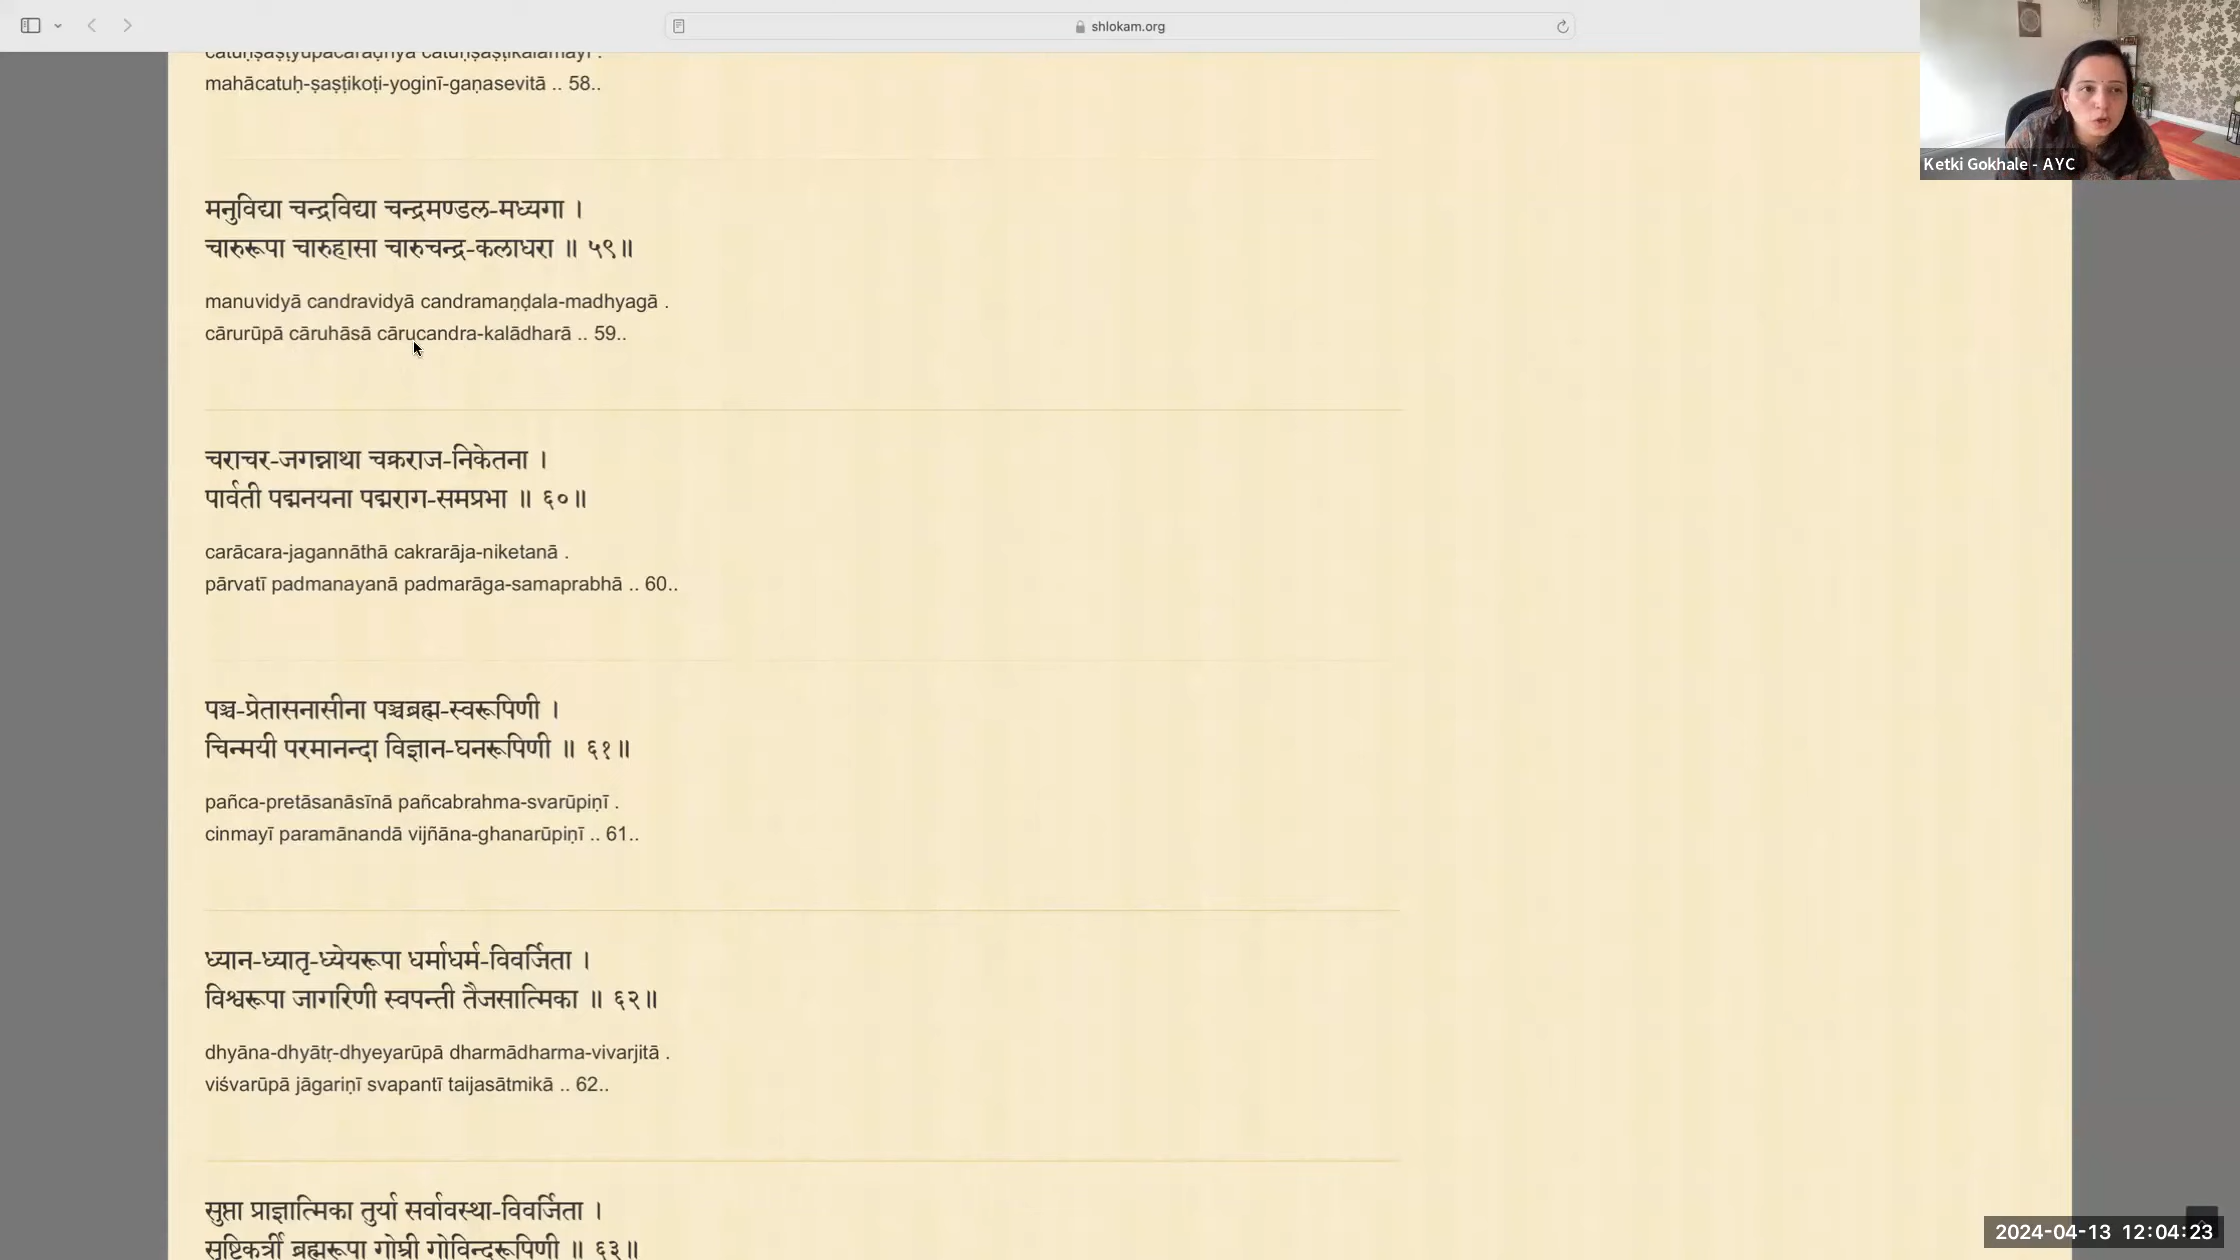 shlokam.org
catuḥṣaṣṭyupacārāḍhyā catuḥṣaṣṭikalāmayī .
mahācatuḥ-ṣaṣṭikoṭi-yoginī-gaṇasevitā .. 58..
Ketki Gokhale - AYC
मनुविद्या चन्द्रविद्या चन्द्रमण्डल-मध्यगा ।
चारुरूपा चारुहासा चारुचन्द्र-कलाधरा ॥ ५९॥
manuvidyā candravidyā candramaṇḍala-madhyagā .
cārurūpā cāruhāsā cārucandra-kalādharā .. 59..
चराचर-जगन्नाथा चक्रराज-निकेतना ।
पार्वती पद्मनयना पद्मराग-समप्रभा ॥ ६०॥
carācara-jagannāthā cakrarāja-niketanā .
pārvatī padmanayanā padmarāga-samaprabhā .. 60..
पञ्च-प्रेतासनासीना पञ्चब्रह्म-स्वरूपिणी ।
चिन्मयी परमानन्दा विज्ञान-घनरूपिणी ॥ ६१॥
pañca-pretāsanāsīnā pañcabrahma-svarūpiṇī .
cinmayī paramānandā vijñāna-ghanarūpiṇī .. 61..
ध्यान-ध्यातृ-ध्येयरूपा धर्माधर्म-विवर्जिता ।
विश्वरूपा जागरिणी स्वपन्ती तैजसात्मिका ॥ ६२॥
dhyāna-dhyātṛ-dhyeyarūpā dharmādharma-vivarjitā .
viśvarūpā jāgariṇī svapantī taijasātmikā .. 62..
सुप्ता प्राज्ञात्मिका तुर्या सर्वावस्था-विवर्जिता ।
सृष्टिकर्त्री ब्रह्मरूपा गोप्त्री गोविन्दरूपिणी ॥ ६३॥
2024-04-13 12:04:23